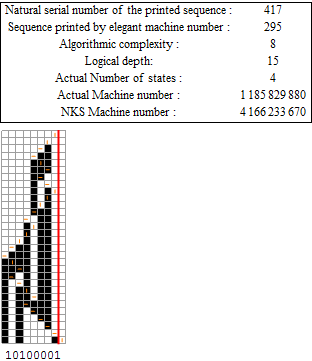 Natural serial number of the printed sequence : 417
Sequence printed by elegant machine number : 295
Algorithmic complexity : 8
Logical depth: 15
Actual Number of states : 4
Actual Machine number : 1 185 829 880
NKS Machine number : 4 166 233 670
10100001